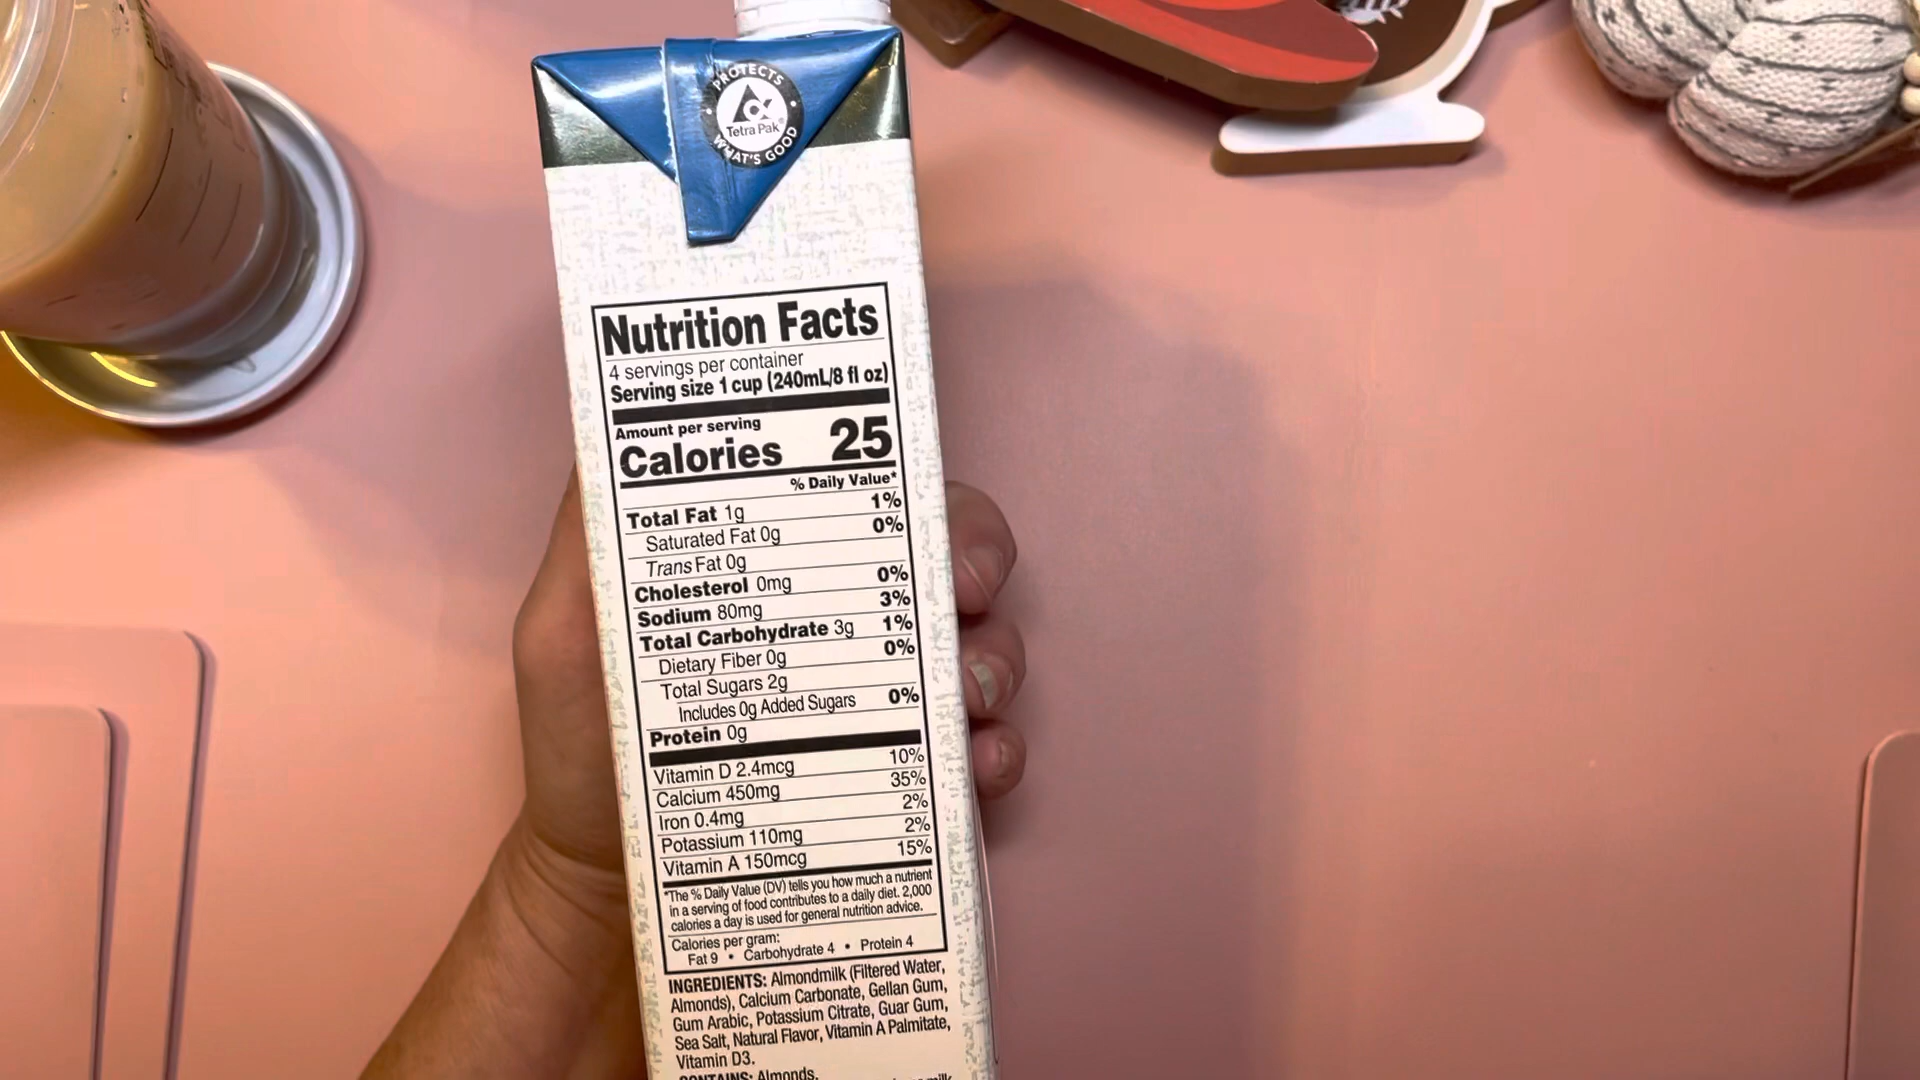 PROTECTS
Tetra Pak®
WHAT'S GOOD
Nutrition Facts
4 servings per container
Serving size 1 cup (240mL/8 fl oz)
Amount per serving
Calories 25
% Daily Value*
Total Fat 1g 1%
Saturated Fat 0g 0%
Trans Fat 0g
Cholesterol 0mg 0%
Sodium 80mg 3%
Total Carbohydrate 3g 1%
Dietary Fiber 0g 0%
Total Sugars 2g
Includes 0g Added Sugars 0%
Protein 0g
Vitamin D 2.4mcg 10%
Calcium 450mg 35%
Iron 0.4mg 2%
Potassium 110mg 2%
Vitamin A 150mcg 15%
*The % Daily Value (DV) tells you how much a nutrient
in a serving of food contributes to a daily diet. 2,000
calories a day is used for general nutrition advice.
Calories per gram:
Fat 9 • Carbohydrate 4 • Protein 4
INGREDIENTS: Almondmilk (Filtered Water,
Almonds), Calcium Carbonate, Gellan Gum,
Gum Arabic, Potassium Citrate, Guar Gum,
Sea Salt, Natural Flavor, Vitamin A Palmitate,
Vitamin D3.
CONTAINS: Almonds.